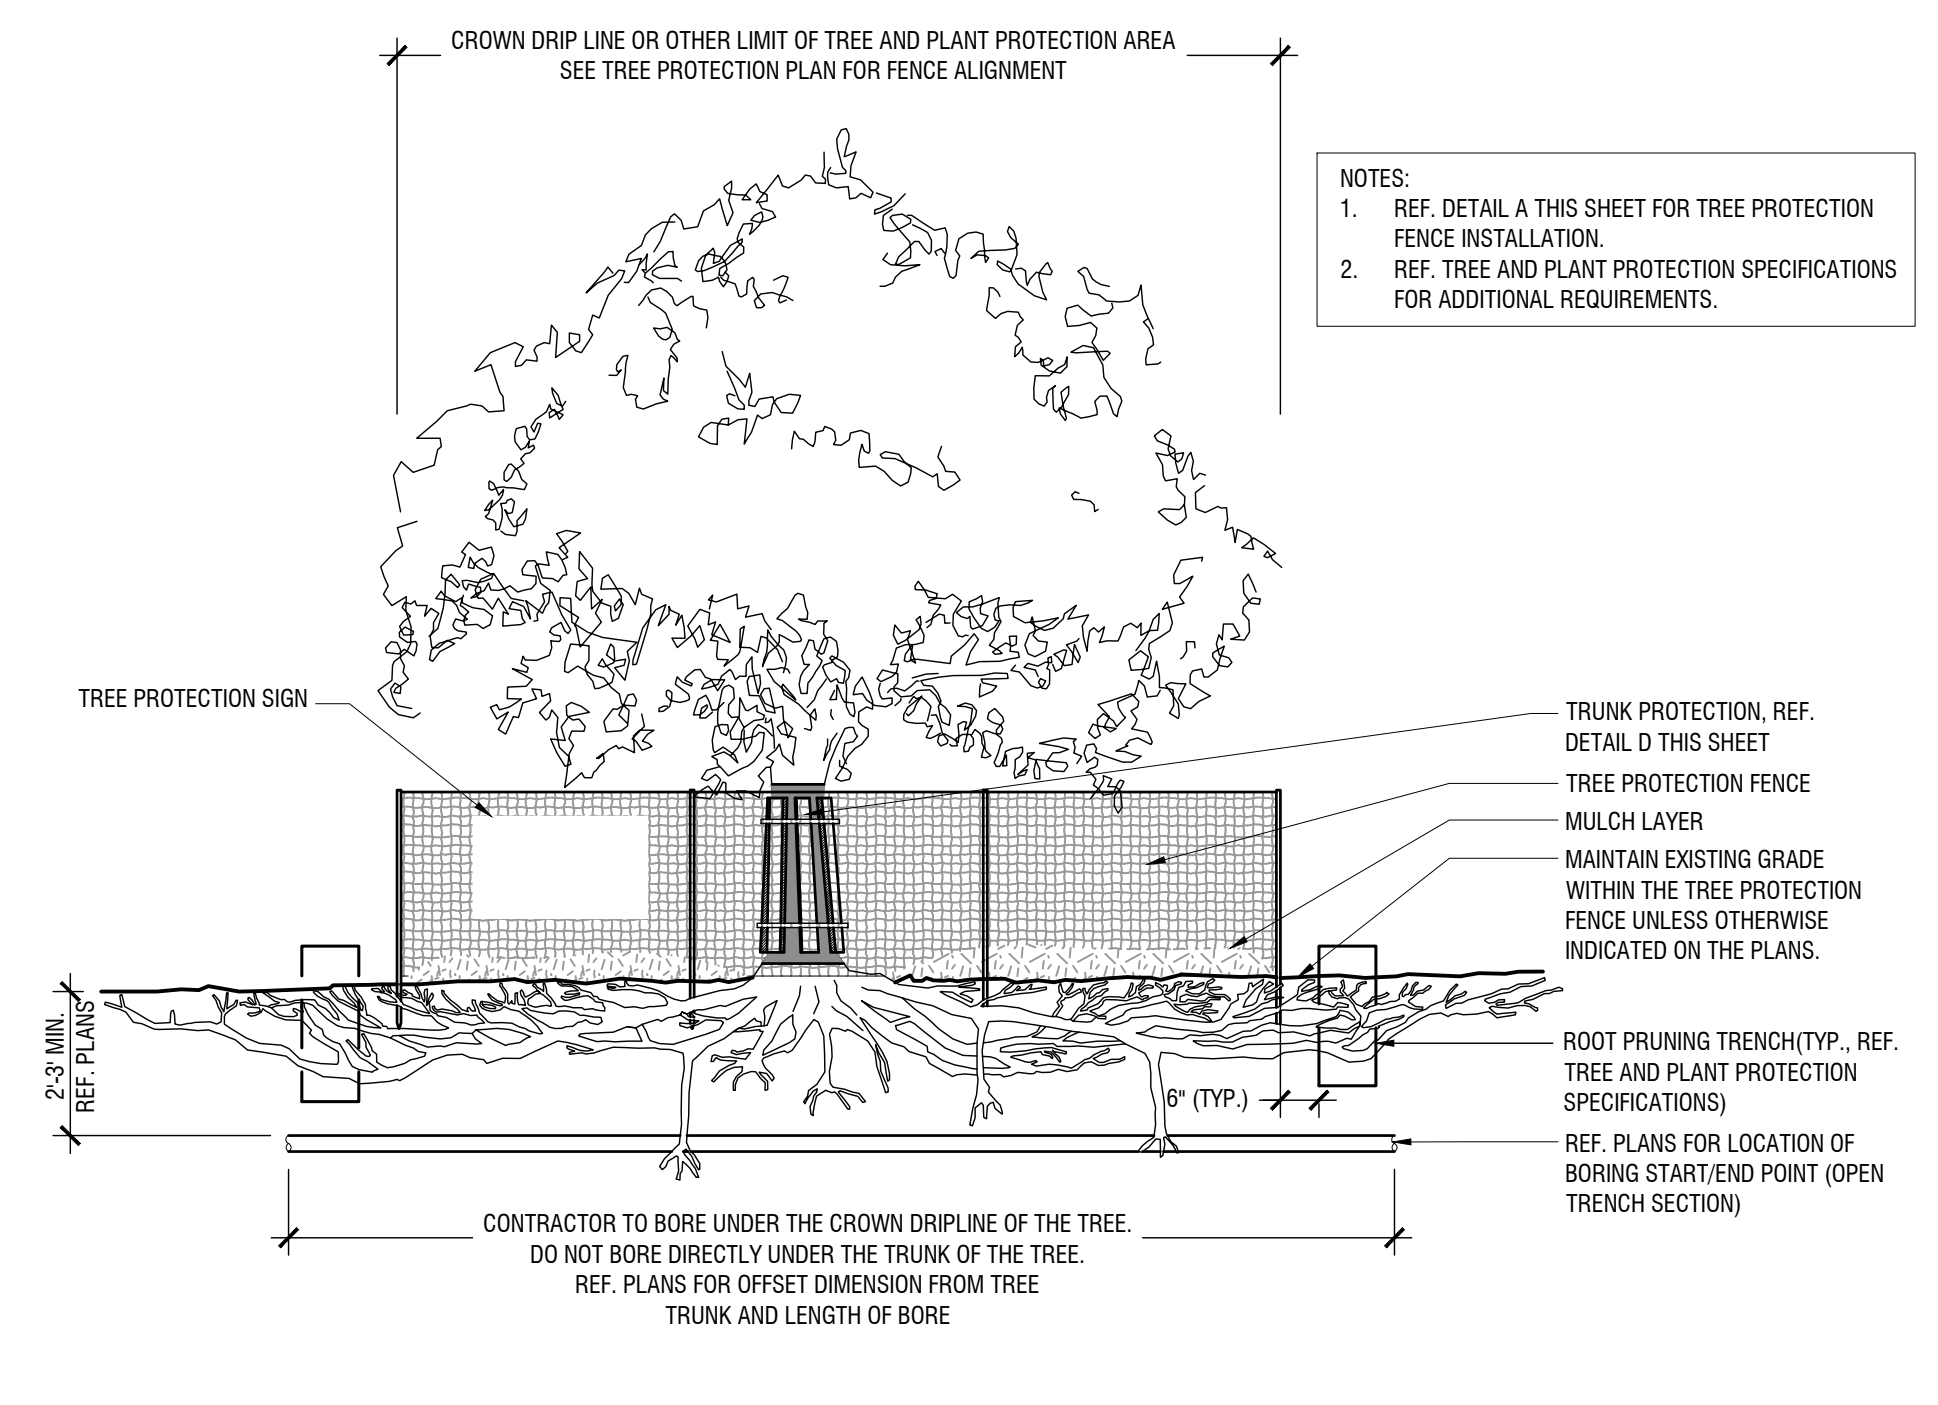 CROWN DRIP LINE OR OTHER LIMIT OF TREE AND PLANT PROTECTION AREA
SEE TREE PROTECTION PLAN FOR FENCE ALIGNMENT
NOTES:
1. REF. DETAIL A THIS SHEET FOR TREE PROTECTION
FENCE INSTALLATION.
2. REF. TREE AND PLANT PROTECTION SPECIFICATIONS
FOR ADDITIONAL REQUIREMENTS.
TREE PROTECTION SIGN
TRUNK PROTECTION, REF.
DETAIL D THIS SHEET
TREE PROTECTION FENCE
MULCH LAYER
MAINTAIN EXISTING GRADE
WITHIN THE TREE PROTECTION
FENCE UNLESS OTHERWISE
INDICATED ON THE PLANS.
2'-3' MIN.
REF. PLANS
ROOT PRUNING TRENCH(TYP., REF.
TREE AND PLANT PROTECTION
SPECIFICATIONS)
6" (TYP.)
REF. PLANS FOR LOCATION OF
BORING START/END POINT (OPEN
TRENCH SECTION)
CONTRACTOR TO BORE UNDER THE CROWN DRIPLINE OF THE TREE.
DO NOT BORE DIRECTLY UNDER THE TRUNK OF THE TREE.
REF. PLANS FOR OFFSET DIMENSION FROM TREE
TRUNK AND LENGTH OF BORE